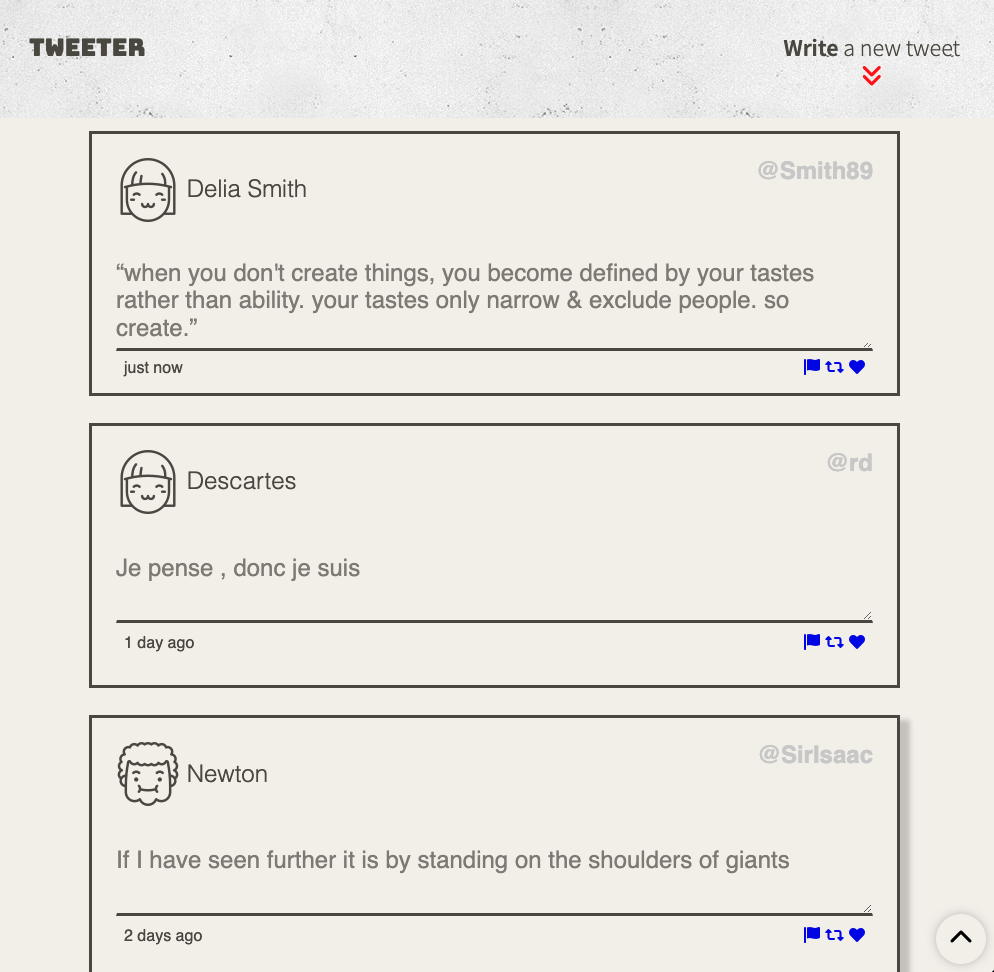 TWEETER
Write a new tweet
Delia Smith
@Smith89
“when you don't create things, you become defined by your tastes
rather than ability. your tastes only narrow & exclude people. so
create.”
just now
Descartes
@rd
Je pense , donc je suis
1 day ago
Newton
@SirIsaac
If I have seen further it is by standing on the shoulders of giants
2 days ago